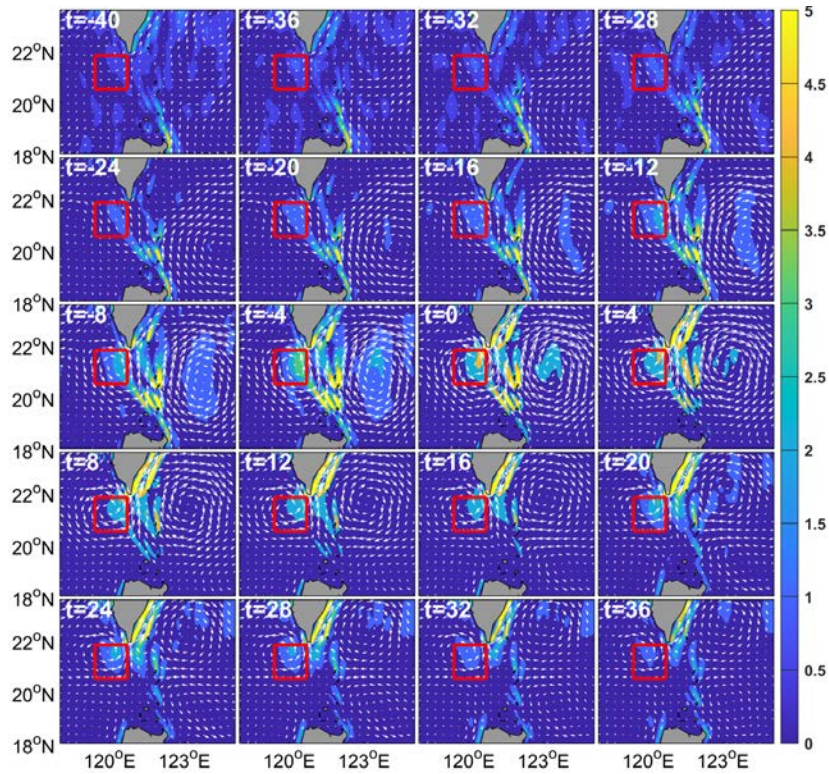 t=-40 t=-36 t=-32 t=-28 5
22°N
4.5
20°N
4
18°N
t=-24 t=-20 t=-16 t=-12
22°N
3.5
20°N
18°N
3
t=-8 t=-4 t=0 t=4
22°N
2.5
20°N
2
18°N
t=8 t=12 t=16 t=20
22°N
1.5
20°N
1
18°N
t=24 t=28 t=32 t=36
22°N
0.5
20°N
18°N
0
120°E 123°E 120°E 123°E 120°E 123°E 120°E 123°E